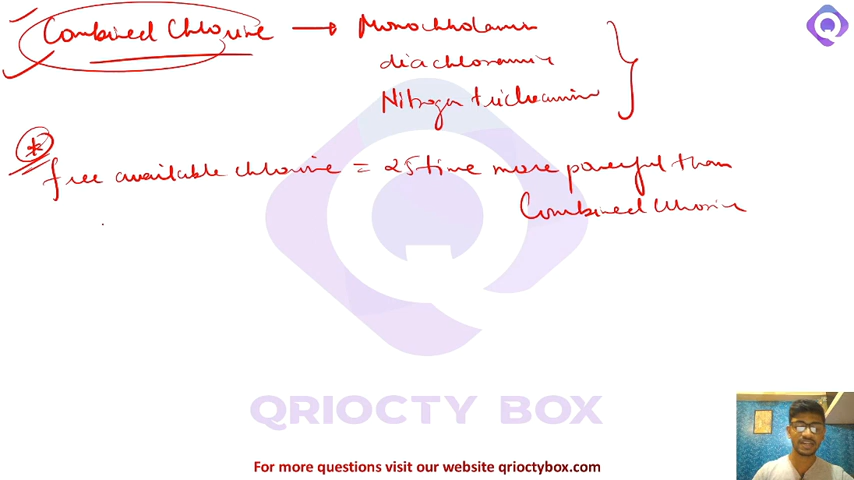 Combined Chlorine → Monochloramin
diachloramine
Nitrogen trichloramine
* free available chlorine = 25 time more powerful than
Combined Chlorine
QRIOCTY BOX
For more questions visit our website qrioctybox.com